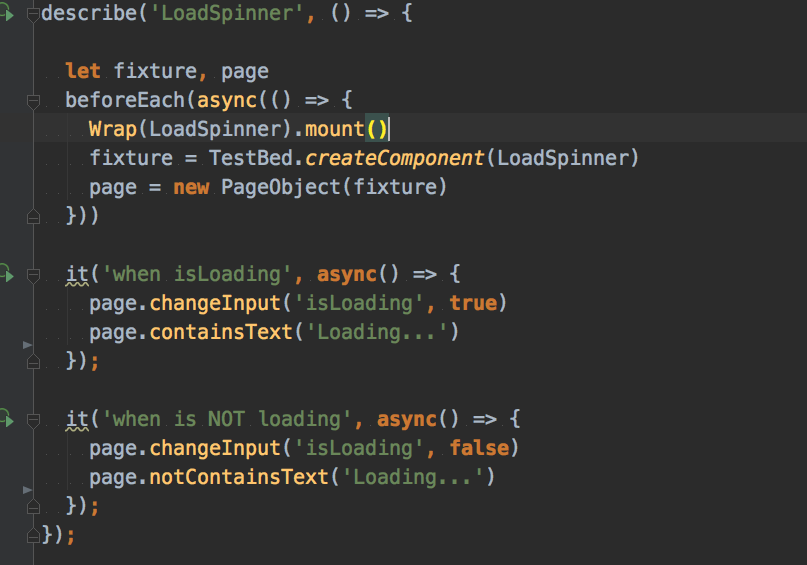 describe('LoadSpinner', () => {
let fixture, page
beforeEach(async(() => {
Wrap(LoadSpinner).mount()
fixture = TestBed.createComponent(LoadSpinner)
page = new PageObject(fixture)
}))
it('when isLoading', async() => {
page.changeInput('isLoading', true)
page.containsText('Loading...')
});
it('when is NOT loading', async() => {
page.changeInput('isLoading', false)
page.notContainsText('Loading...')
});
});